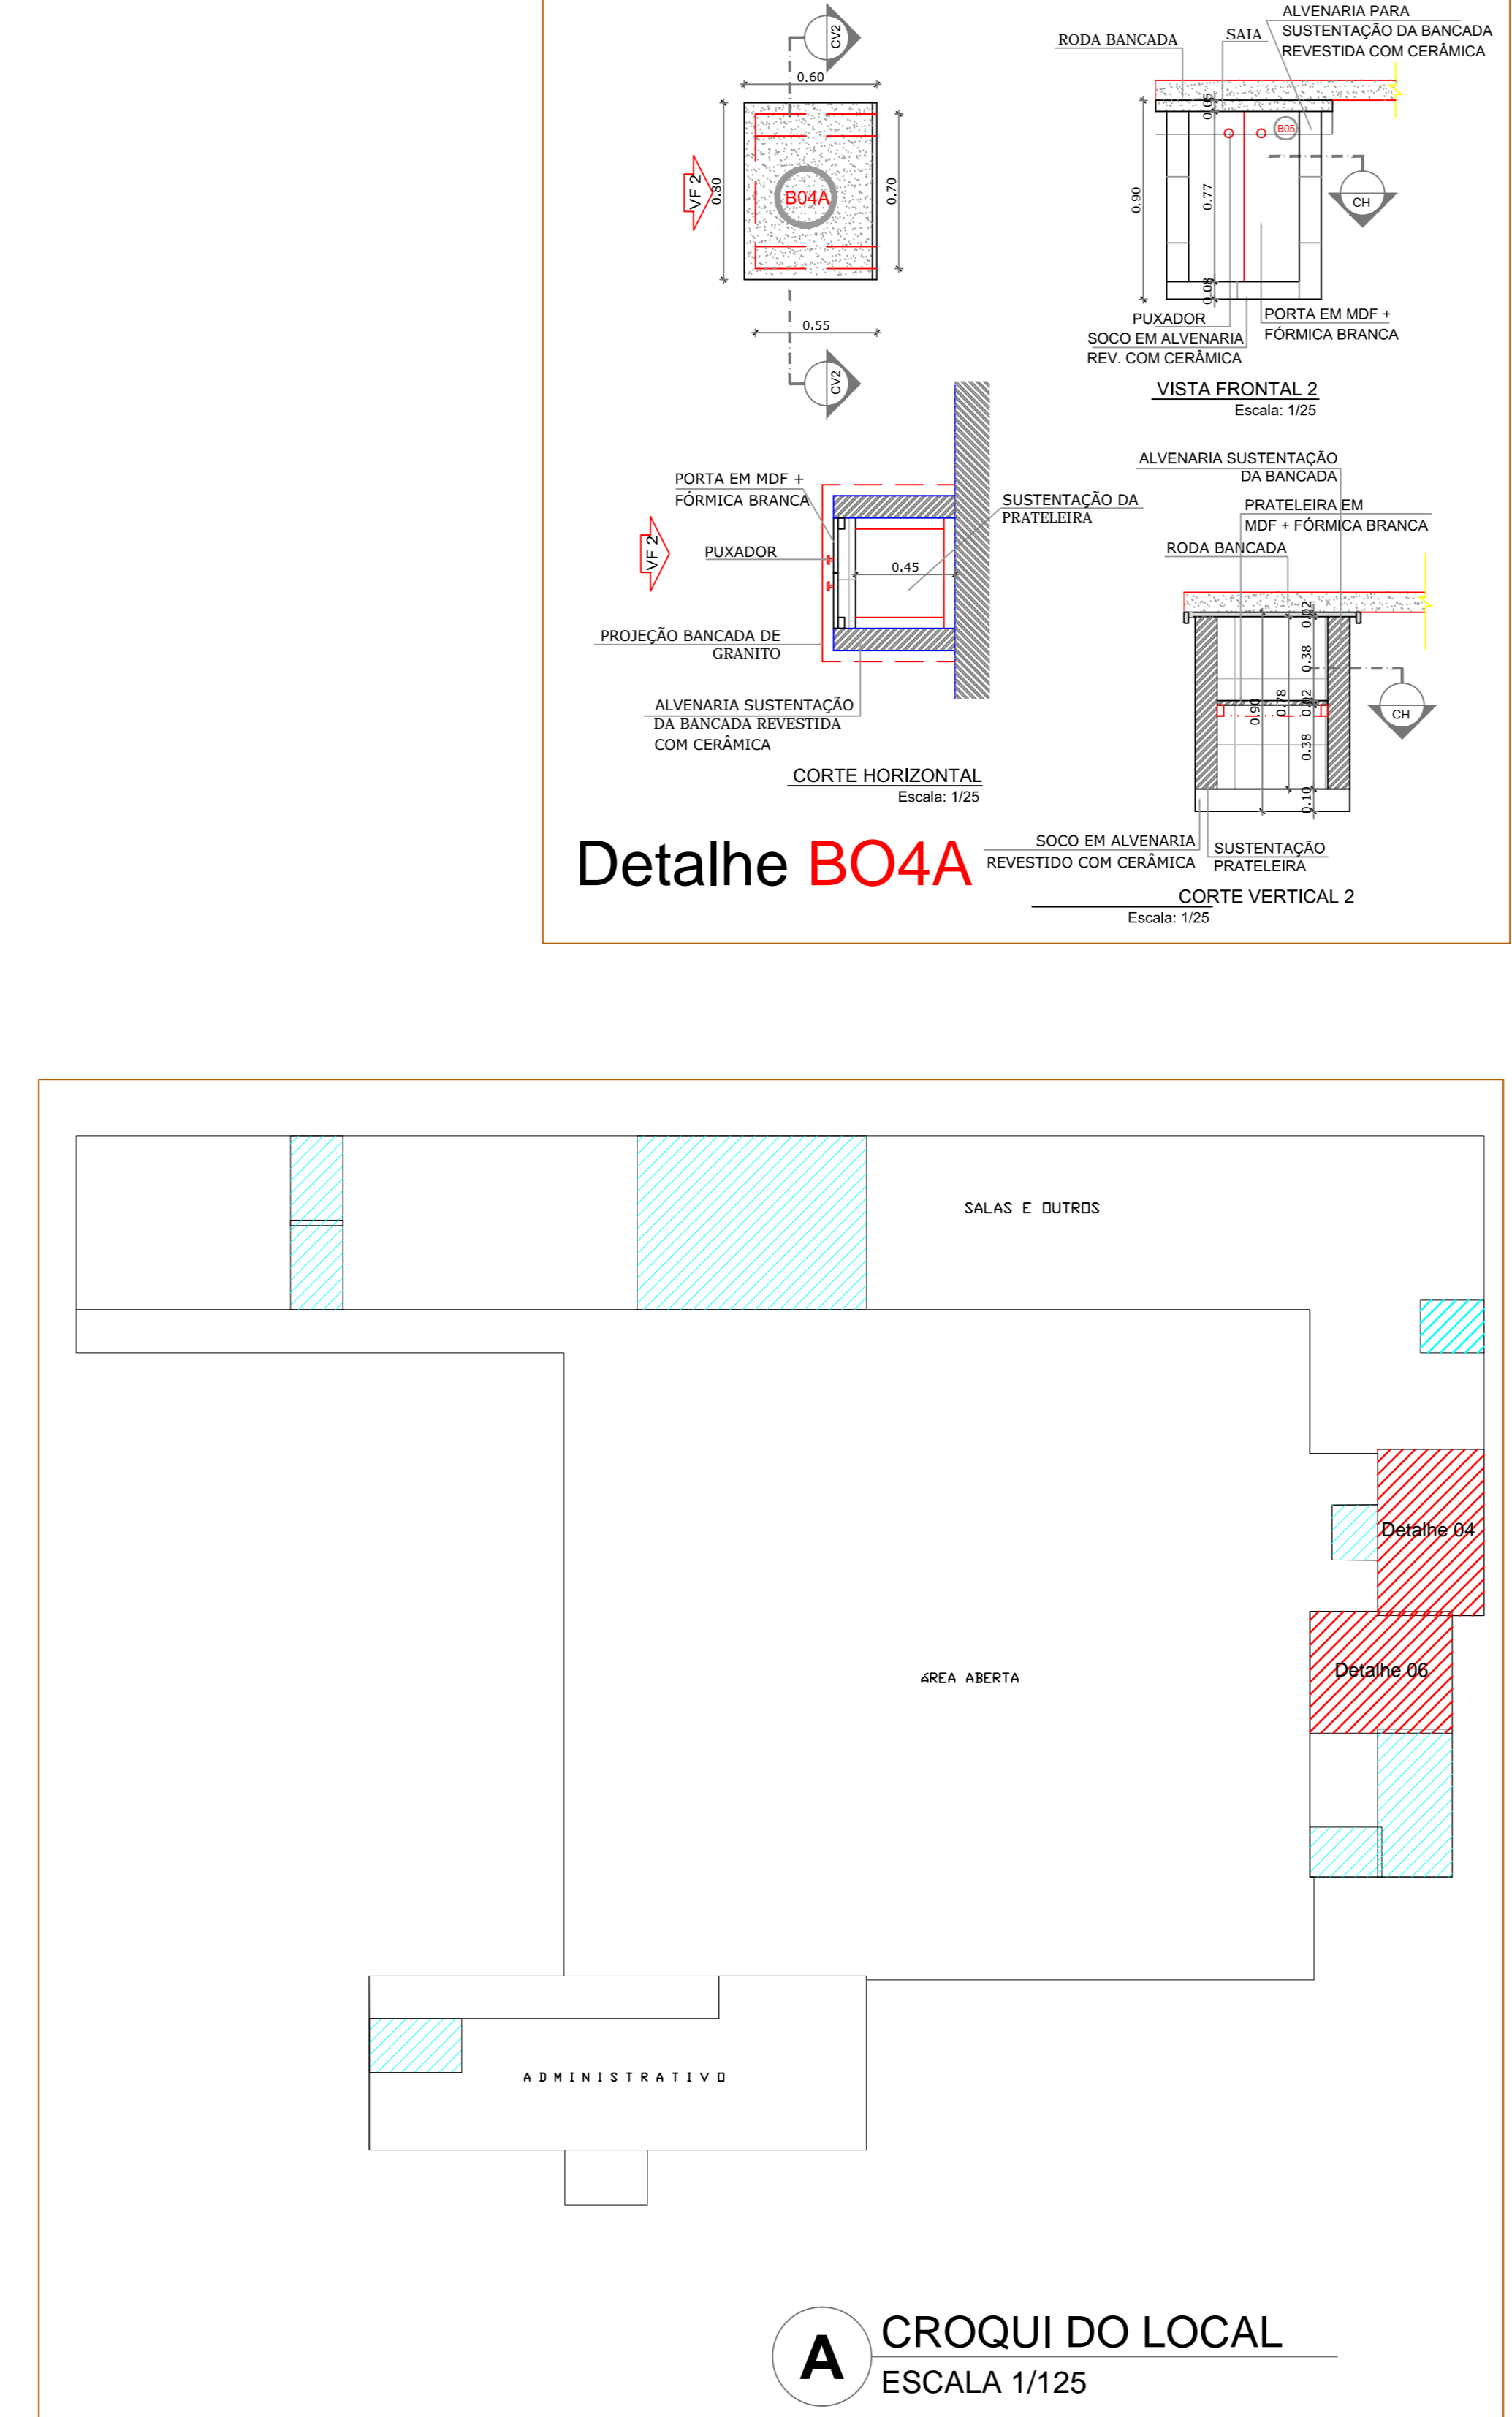 CV2
0.60
VF 2
0.80
B04A
0.70
0.55
CV2
ALVENARIA PARA
SUSTENTAÇÃO DA BANCADA
REVESTIDA COM CERÂMICA
RODA BANCADA
SAIA
0.05
B05
0.90
0.77
CH
0.08
PUXADOR
SOCO EM ALVENARIA
REV. COM CERÂMICA
PORTA EM MDF +
FÓRMICA BRANCA
VISTA FRONTAL 2
Escala: 1/25
PORTA EM MDF +
FÓRMICA BRANCA
SUSTENTAÇÃO DA
PRATELEIRA
VF 2
PUXADOR
0.45
PROJEÇÃO BANCADA DE
GRANITO
ALVENARIA SUSTENTAÇÃO
DA BANCADA REVESTIDA
COM CERÂMICA
CORTE HORIZONTAL
Escala: 1/25
ALVENARIA SUSTENTAÇÃO
DA BANCADA
PRATELEIRA EM
MDF + FÓRMICA BRANCA
RODA BANCADA
0.02
0.38
0.90
0.78
0.02
0.38
0.10
CH
SOCO EM ALVENARIA
REVESTIDO COM CERÂMICA
SUSTENTAÇÃO
PRATELEIRA
CORTE VERTICAL 2
Escala: 1/25
Detalhe BO4A
SALAS E OUTROS
Detalhe 04
Detalhe 06
ÁREA ABERTA
ADMINISTRATIVO
A
CROQUI DO LOCAL
ESCALA 1/125